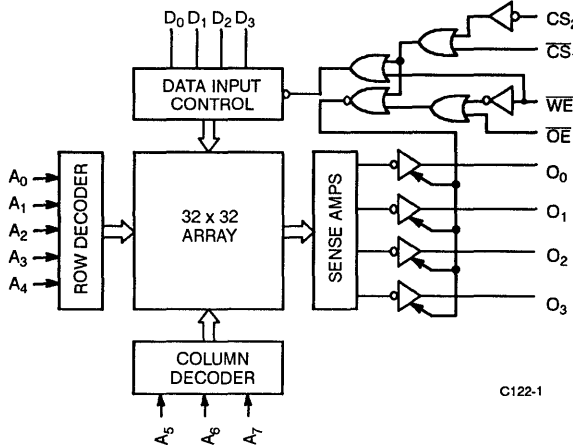 D0 D1 D2 D3
DATA INPUT
CONTROL
CS2
CS1
WE
OE
A0
A1
A2
A3
A4
ROW DECODER
32 x 32
ARRAY
SENSE AMPS
O0
O1
O2
O3
COLUMN
DECODER
A5 A6 A7
C122-1